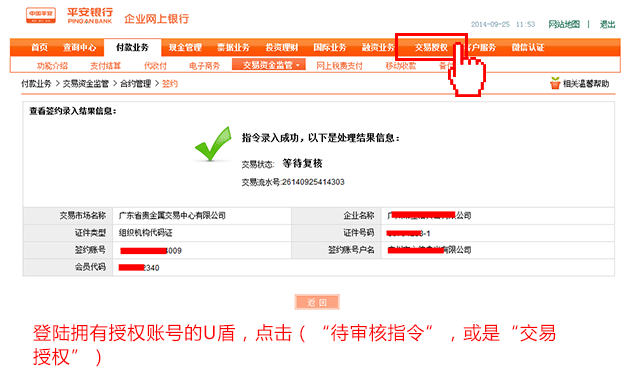 中国平安
平安银行
PINGAN BANK
企业网上银行
2014-09-25 11:53 网站地图 | 退出
首页 查询中心 付款业务 现金管理 票据业务 投资理财 国际业务 融资业务 交易授权 客户服务 微信认证
功能介绍 支付结算 代收付 电子商务 交易资金监管 网上税费支付 移动收款
付款业务 > 交易资金监管 > 合约管理 > 签约
相关温馨帮助
查看签约录入结果信息：
指令录入成功，以下是处理结果信息：
交易状态: 等待复核
交易流水号:26140925414303
交易市场名称 广东省贵金属交易中心有限公司 企业名称 有限公司
证件类型 组织机构代码证 证件号码 -1
签约账号 4009 签约账号户名 有限公司
会员代码 2340
返 回
登陆拥有授权账号的U盾，点击（“待审核指令”，或是“交易
授权”）